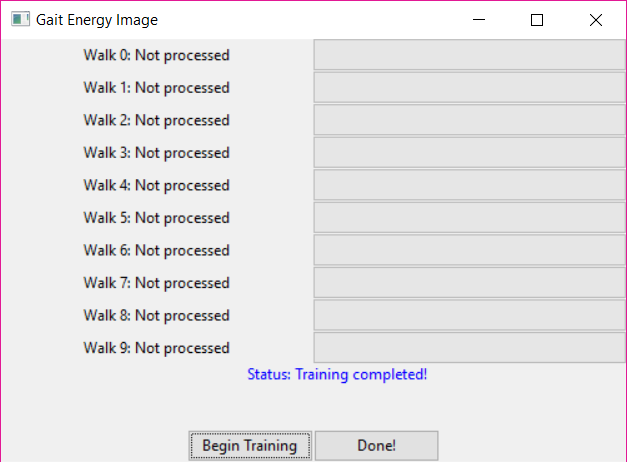 Gait Energy Image
Walk 0: Not processed
Walk 1: Not processed
Walk 2: Not processed
Walk 3: Not processed
Walk 4: Not processed
Walk 5: Not processed
Walk 6: Not processed
Walk 7: Not processed
Walk 8: Not processed
Walk 9: Not processed
Status: Training completed!
Begin Training Done!